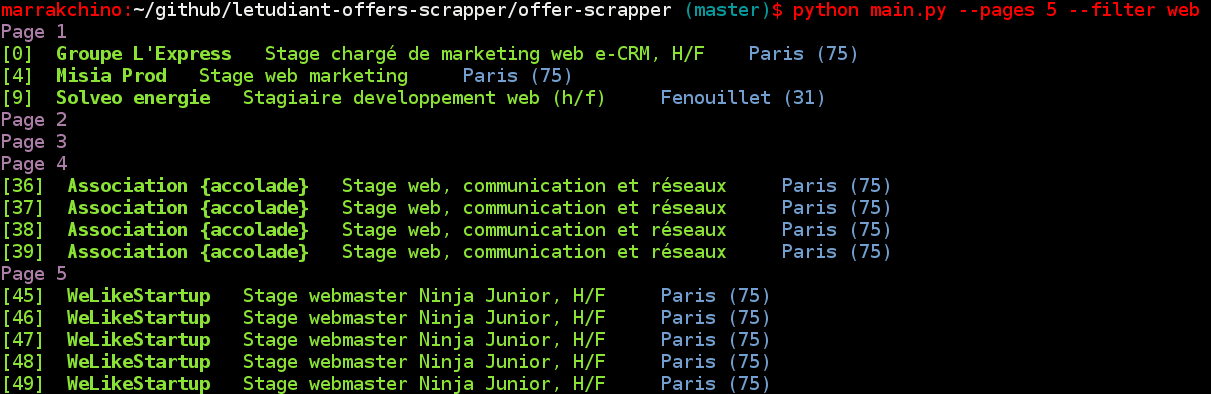 marrakchino:~/github/letudiant-offers-scrapper/offer-scrapper (master)$ python main.py --pages 5 --filter web
Page 1
[0]  Groupe L'Express   Stage chargé de marketing web e-CRM, H/F    Paris (75)
[4]  Misia Prod   Stage web marketing     Paris (75)
[9]  Solveo energie   Stagiaire developpement web (h/f)     Fenouillet (31)
Page 2
Page 3
Page 4
[36]  Association {accolade}   Stage web, communication et réseaux     Paris (75)
[37]  Association {accolade}   Stage web, communication et réseaux     Paris (75)
[38]  Association {accolade}   Stage web, communication et réseaux     Paris (75)
[39]  Association {accolade}   Stage web, communication et réseaux     Paris (75)
Page 5
[45]  WeLikeStartup   Stage webmaster Ninja Junior, H/F     Paris (75)
[46]  WeLikeStartup   Stage webmaster Ninja Junior, H/F     Paris (75)
[47]  WeLikeStartup   Stage webmaster Ninja Junior, H/F     Paris (75)
[48]  WeLikeStartup   Stage webmaster Ninja Junior, H/F     Paris (75)
[49]  WeLikeStartup   Stage webmaster Ninja Junior, H/F     Paris (75)